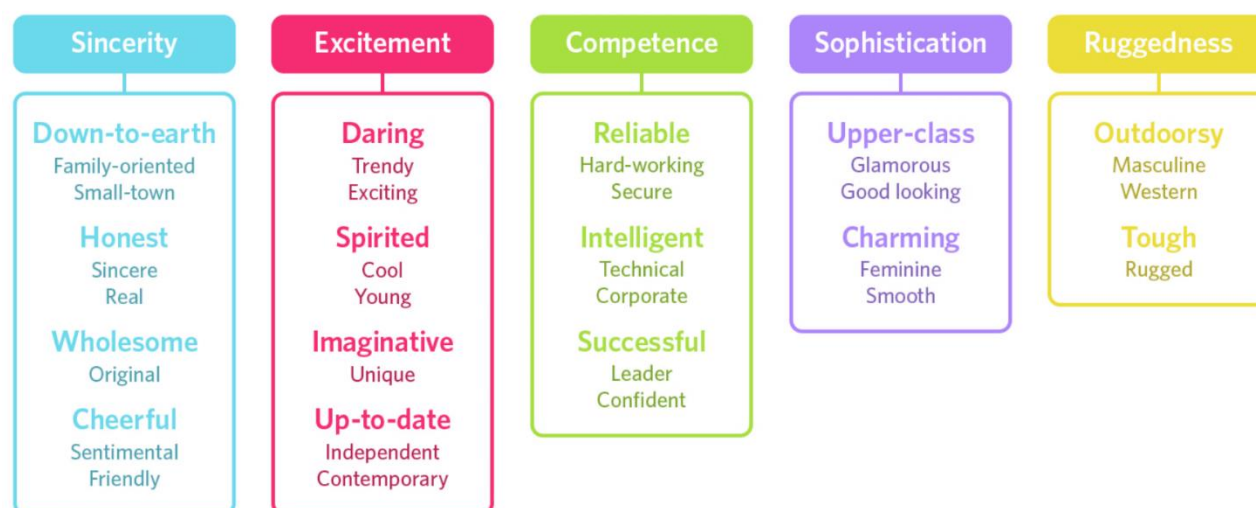 Sincerity
Down-to-earth
Family-oriented
Small-town
Honest
Sincere
Real
Wholesome
Original
Cheerful
Sentimental
Friendly
Excitement
Daring
Trendy
Exciting
Spirited
Cool
Young
Imaginative
Unique
Up-to-date
Independent
Contemporary
Competence
Reliable
Hard-working
Secure
Intelligent
Technical
Corporate
Successful
Leader
Confident
Sophistication
Upper-class
Glamorous
Good looking
Charming
Feminine
Smooth
Ruggedness
Outdoorsy
Masculine
Western
Tough
Rugged